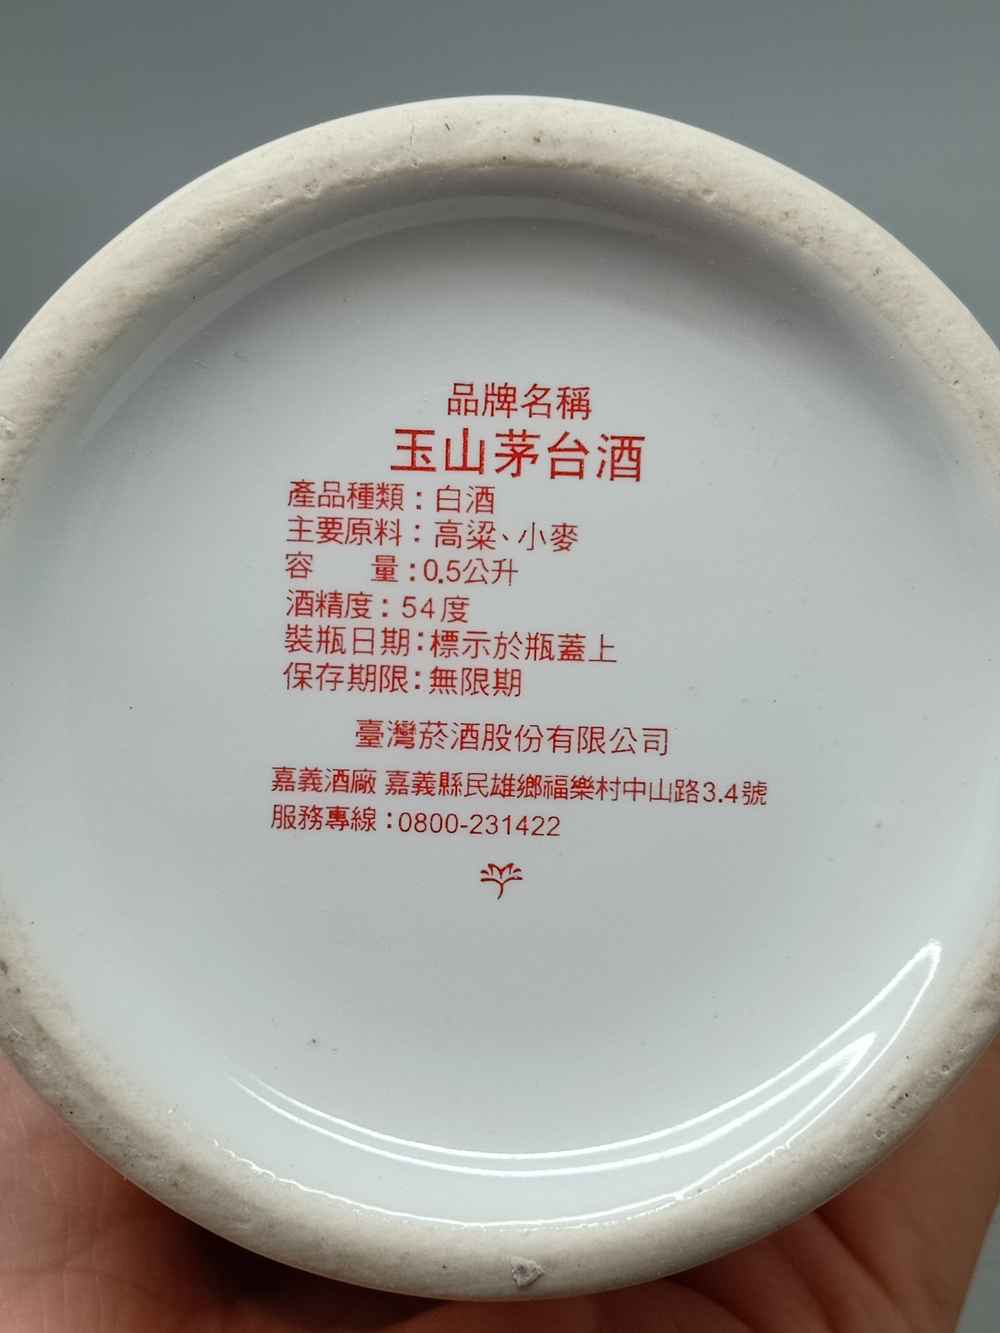 品牌名稱
玉山茅台酒
產品種類：白酒
主要原料：高粱、小麥
容　　量：0.5公升
酒精度：54度
裝瓶日期：標示於瓶蓋上
保存期限：無限期
臺灣菸酒股份有限公司
嘉義酒廠 嘉義縣民雄鄉福樂村中山路3.4號
服務專線：0800-231422